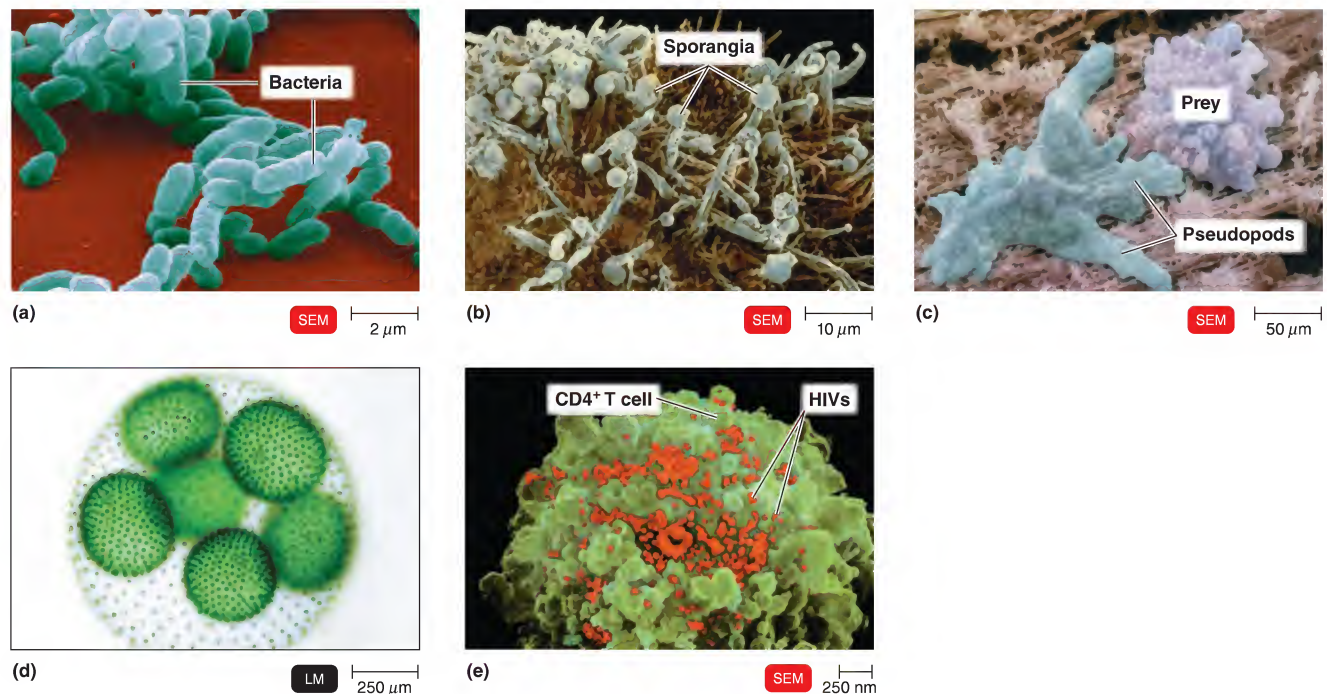 Bacteria
(a)
SEM
2 μm
Sporangia
(b)
SEM
10 μm
Prey
Pseudopods
(c)
SEM
50 μm
(d)
LM
250 μm
CD4⁺ T cell
HIVs
(e)
SEM
250 nm